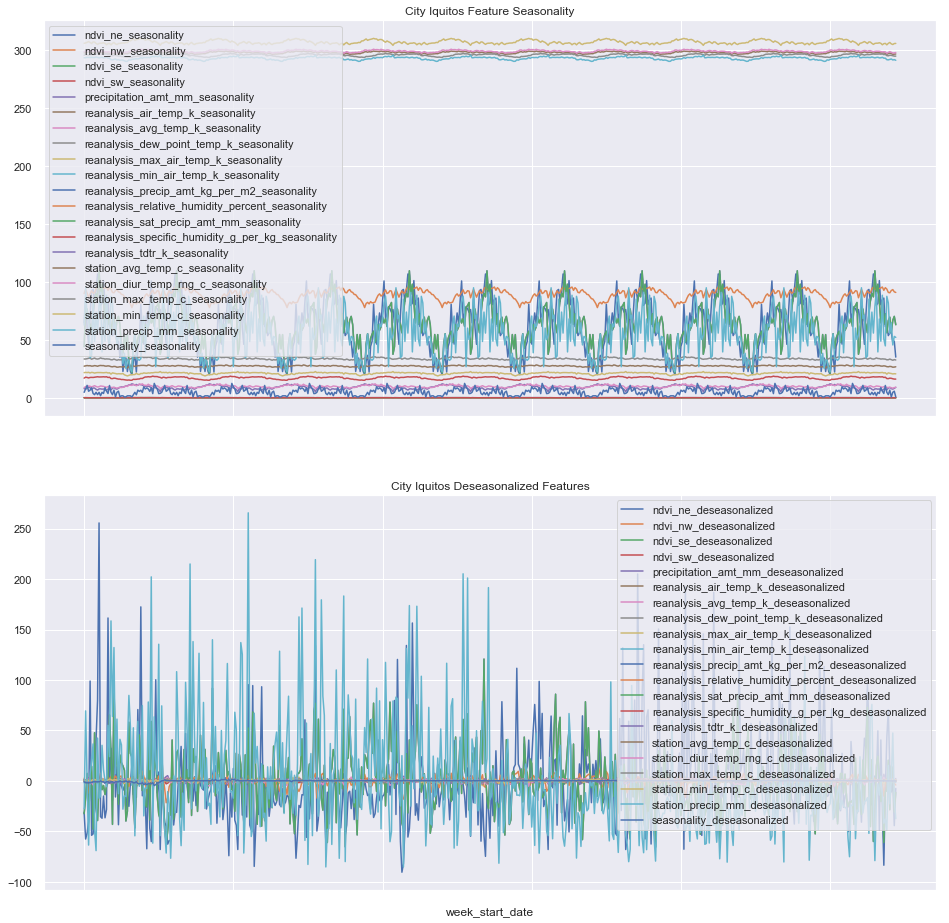 City Iquitos Feature Seasonality
300
250
200
150
100
50
0
ndvi_ne_seasonality
ndvi_nw_seasonality
ndvi_se_seasonality
ndvi_sw_seasonality
precipitation_amt_mm_seasonality
reanalysis_air_temp_k_seasonality
reanalysis_avg_temp_k_seasonality
reanalysis_dew_point_temp_k_seasonality
reanalysis_max_air_temp_k_seasonality
reanalysis_min_air_temp_k_seasonality
reanalysis_precip_amt_kg_per_m2_seasonality
reanalysis_relative_humidity_percent_seasonality
reanalysis_sat_precip_amt_mm_seasonality
reanalysis_specific_humidity_g_per_kg_seasonality
reanalysis_tdtr_k_seasonality
station_avg_temp_c_seasonality
station_diur_temp_rng_c_seasonality
station_max_temp_c_seasonality
station_min_temp_c_seasonality
station_precip_mm_seasonality
seasonality_seasonality
City Iquitos Deseasonalized Features
250
200
150
100
50
0
−50
−100
ndvi_ne_deseasonalized
ndvi_nw_deseasonalized
ndvi_se_deseasonalized
ndvi_sw_deseasonalized
precipitation_amt_mm_deseasonalized
reanalysis_air_temp_k_deseasonalized
reanalysis_avg_temp_k_deseasonalized
reanalysis_dew_point_temp_k_deseasonalized
reanalysis_max_air_temp_k_deseasonalized
reanalysis_min_air_temp_k_deseasonalized
reanalysis_precip_amt_kg_per_m2_deseasonalized
reanalysis_relative_humidity_percent_deseasonalized
reanalysis_sat_precip_amt_mm_deseasonalized
reanalysis_specific_humidity_g_per_kg_deseasonalized
reanalysis_tdtr_k_deseasonalized
station_avg_temp_c_deseasonalized
station_diur_temp_rng_c_deseasonalized
station_max_temp_c_deseasonalized
station_min_temp_c_deseasonalized
station_precip_mm_deseasonalized
seasonality_deseasonalized
week_start_date